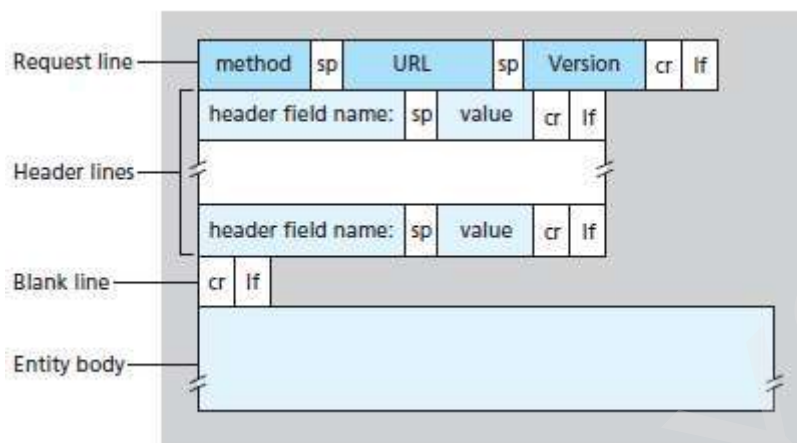 Request line method sp URL sp Version cr lf
header field name: sp value cr lf
Header lines
header field name: sp value cr lf
Blank line cr lf
Entity body